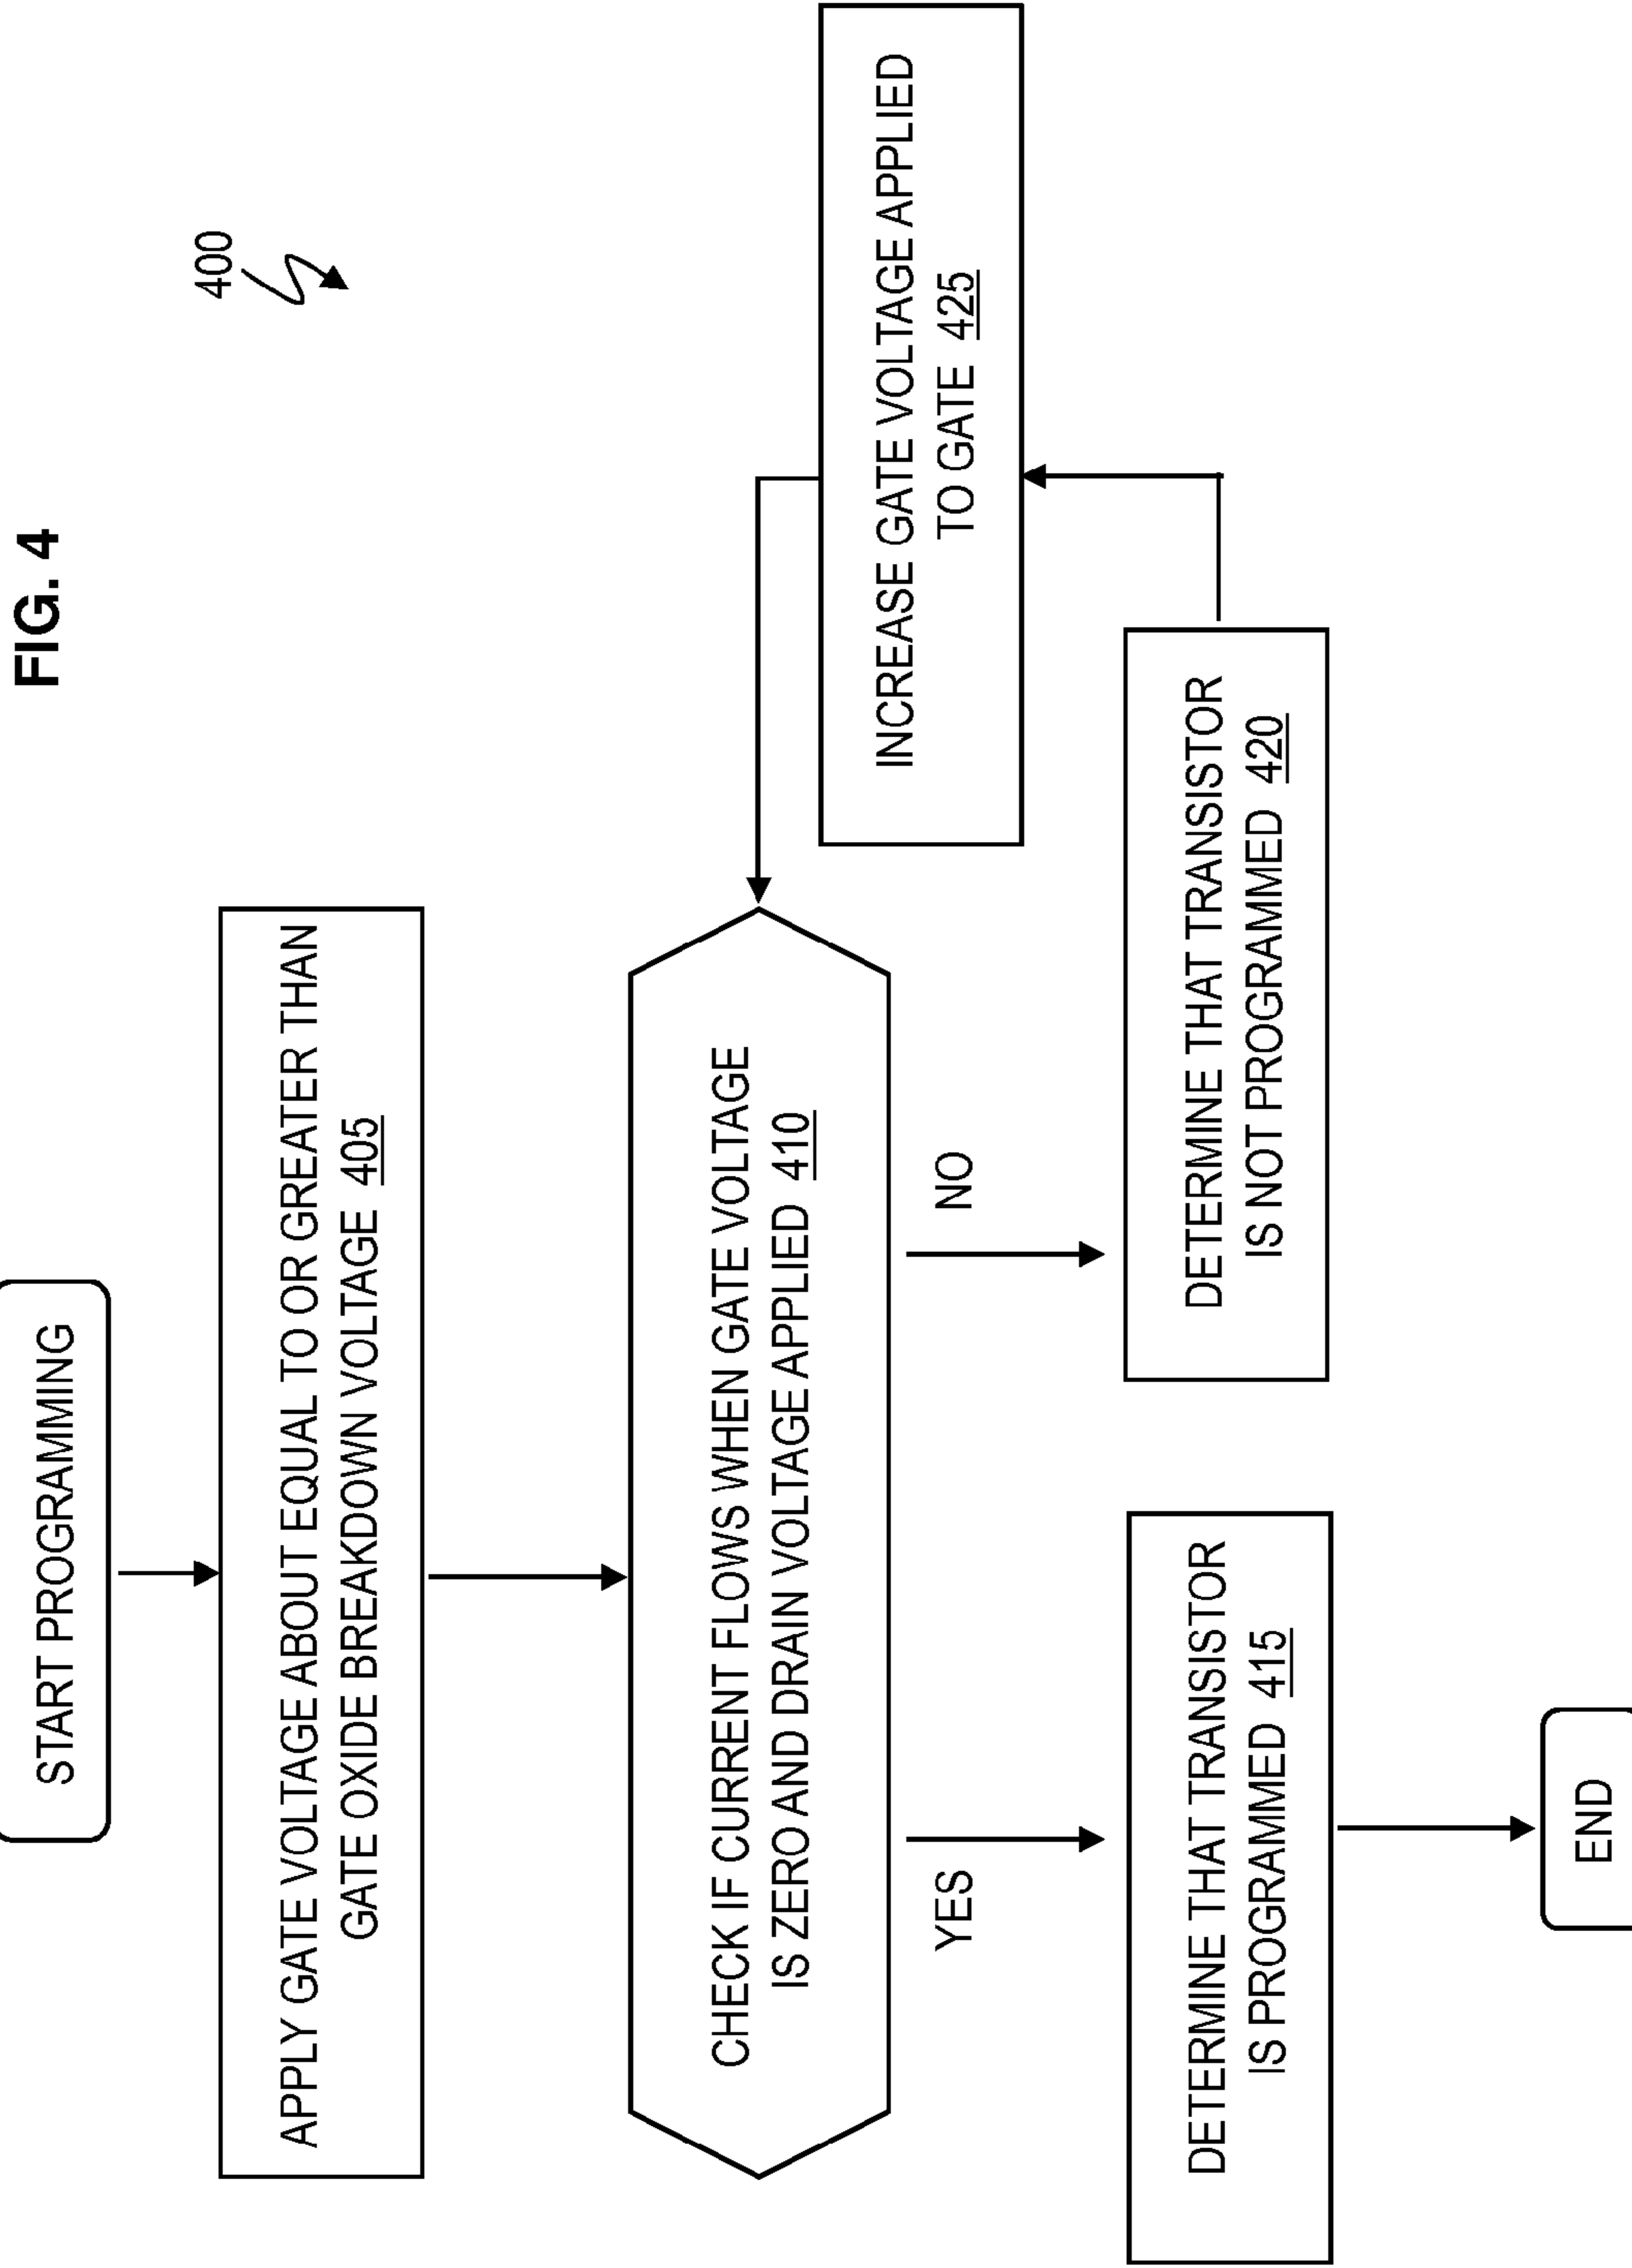 FIG. 4
400
START PROGRAMMING
APPLY GATE VOLTAGE ABOUT EQUAL TO OR GREATER THAN
GATE OXIDE BREAKDOWN VOLTAGE 405
CHECK IF CURRENT FLOWS WHEN GATE VOLTAGE
IS ZERO AND DRAIN VOLTAGE APPLIED 410
YES
NO
DETERMINE THAT TRANSISTOR
IS PROGRAMMED 415
DETERMINE THAT TRANSISTOR
IS NOT PROGRAMMED 420
INCREASE GATE VOLTAGE APPLIED
TO GATE 425
END